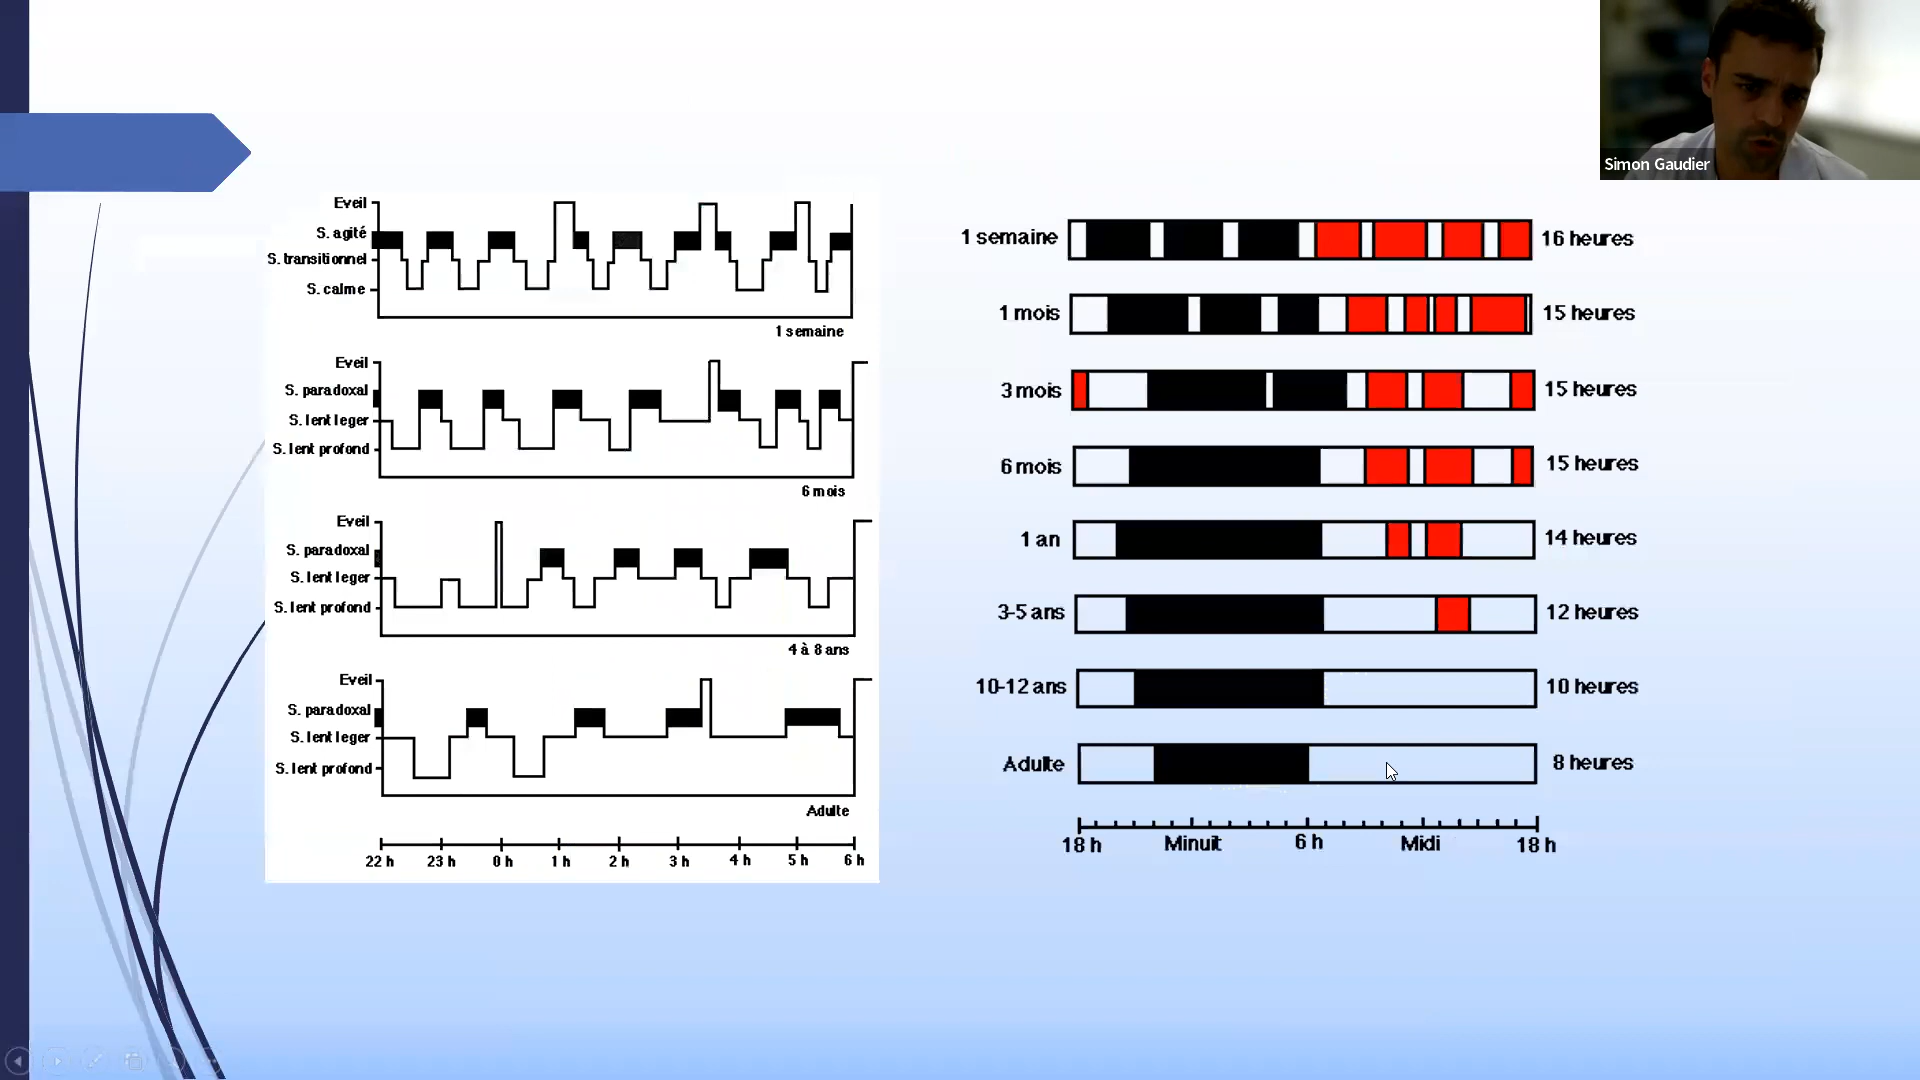 Simon Gaudier
Eveil
S. agité
S. transitionnel
S. calme
1 semaine
Eveil
S. paradoxal
S. lent leger
S. lent profond
6 mois
Eveil
S. paradoxal
S. lent leger
S. lent profond
4 à 8 ans
Eveil
S. paradoxal
S. lent leger
S. lent profond
Adulte
22 h 23 h 0 h 1 h 2 h 3 h 4 h 5 h 6 h
1 semaine 16 heures
1 mois 15 heures
3 mois 15 heures
6 mois 15 heures
1 an 14 heures
3-5 ans 12 heures
10-12 ans 10 heures
Adulte 8 heures
18 h Minuit 6 h Midi 18 h